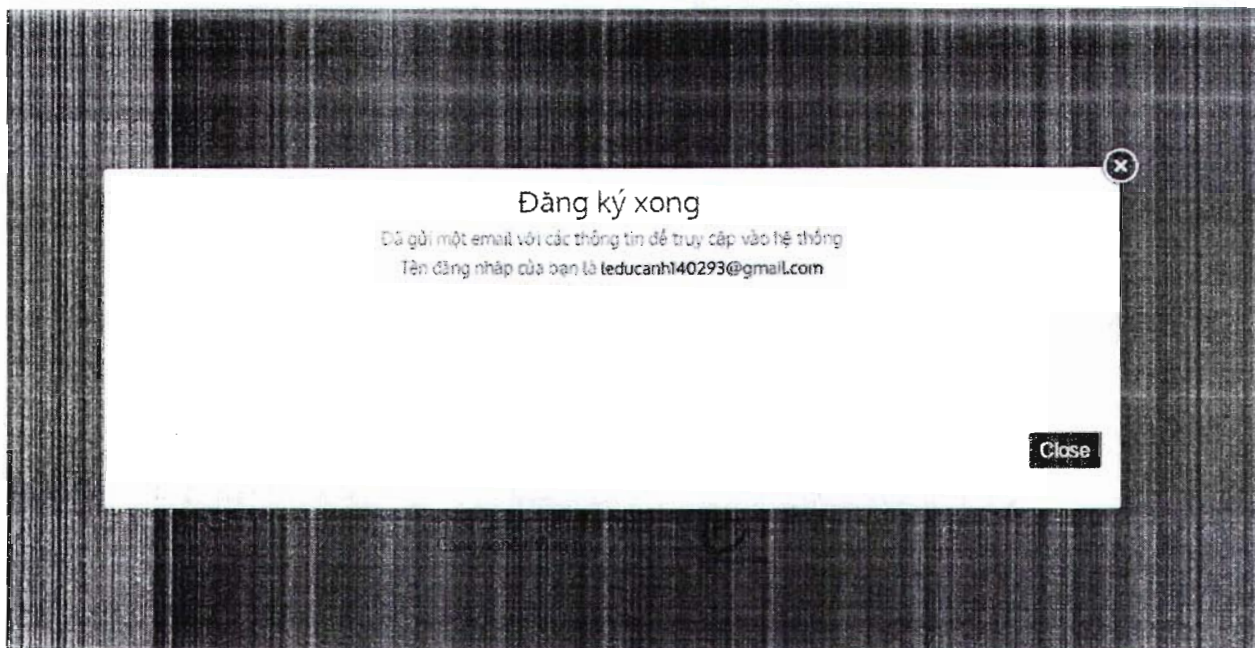 Đăng ký xong
Đã gửi một email với các thông tin để truy cập vào hệ thống
Tên đăng nhập của bạn là leducanh140293@gmail.com
Close